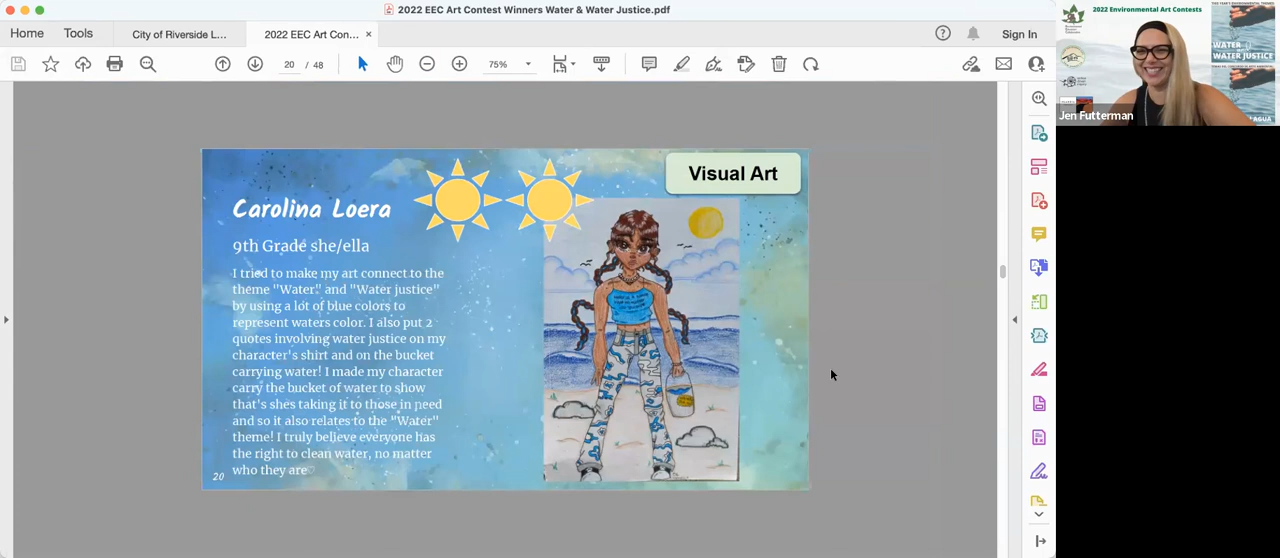 2022 EEC Art Contest Winners Water & Water Justice.pdf
Home
Tools
City of Riverside L...
2022 EEC Art Con...
Sign In
20 / 48
75%
Visual Art
Carolina Loera
9th Grade she/ella
I tried to make my art connect to the
theme "Water" and "Water justice"
by using a lot of blue colors to
represent waters color. I also put 2
quotes involving water justice on my
character's shirt and on the bucket
carrying water! I made my character
carry the bucket of water to show
that's shes taking it to those in need
and so it also relates to the "Water"
theme! I truly believe everyone has
the right to clean water, no matter
who they are♡
20
2022 Environmental Art Contests
WATER
WATER JUSTICE
AGUA
Jen Futterman